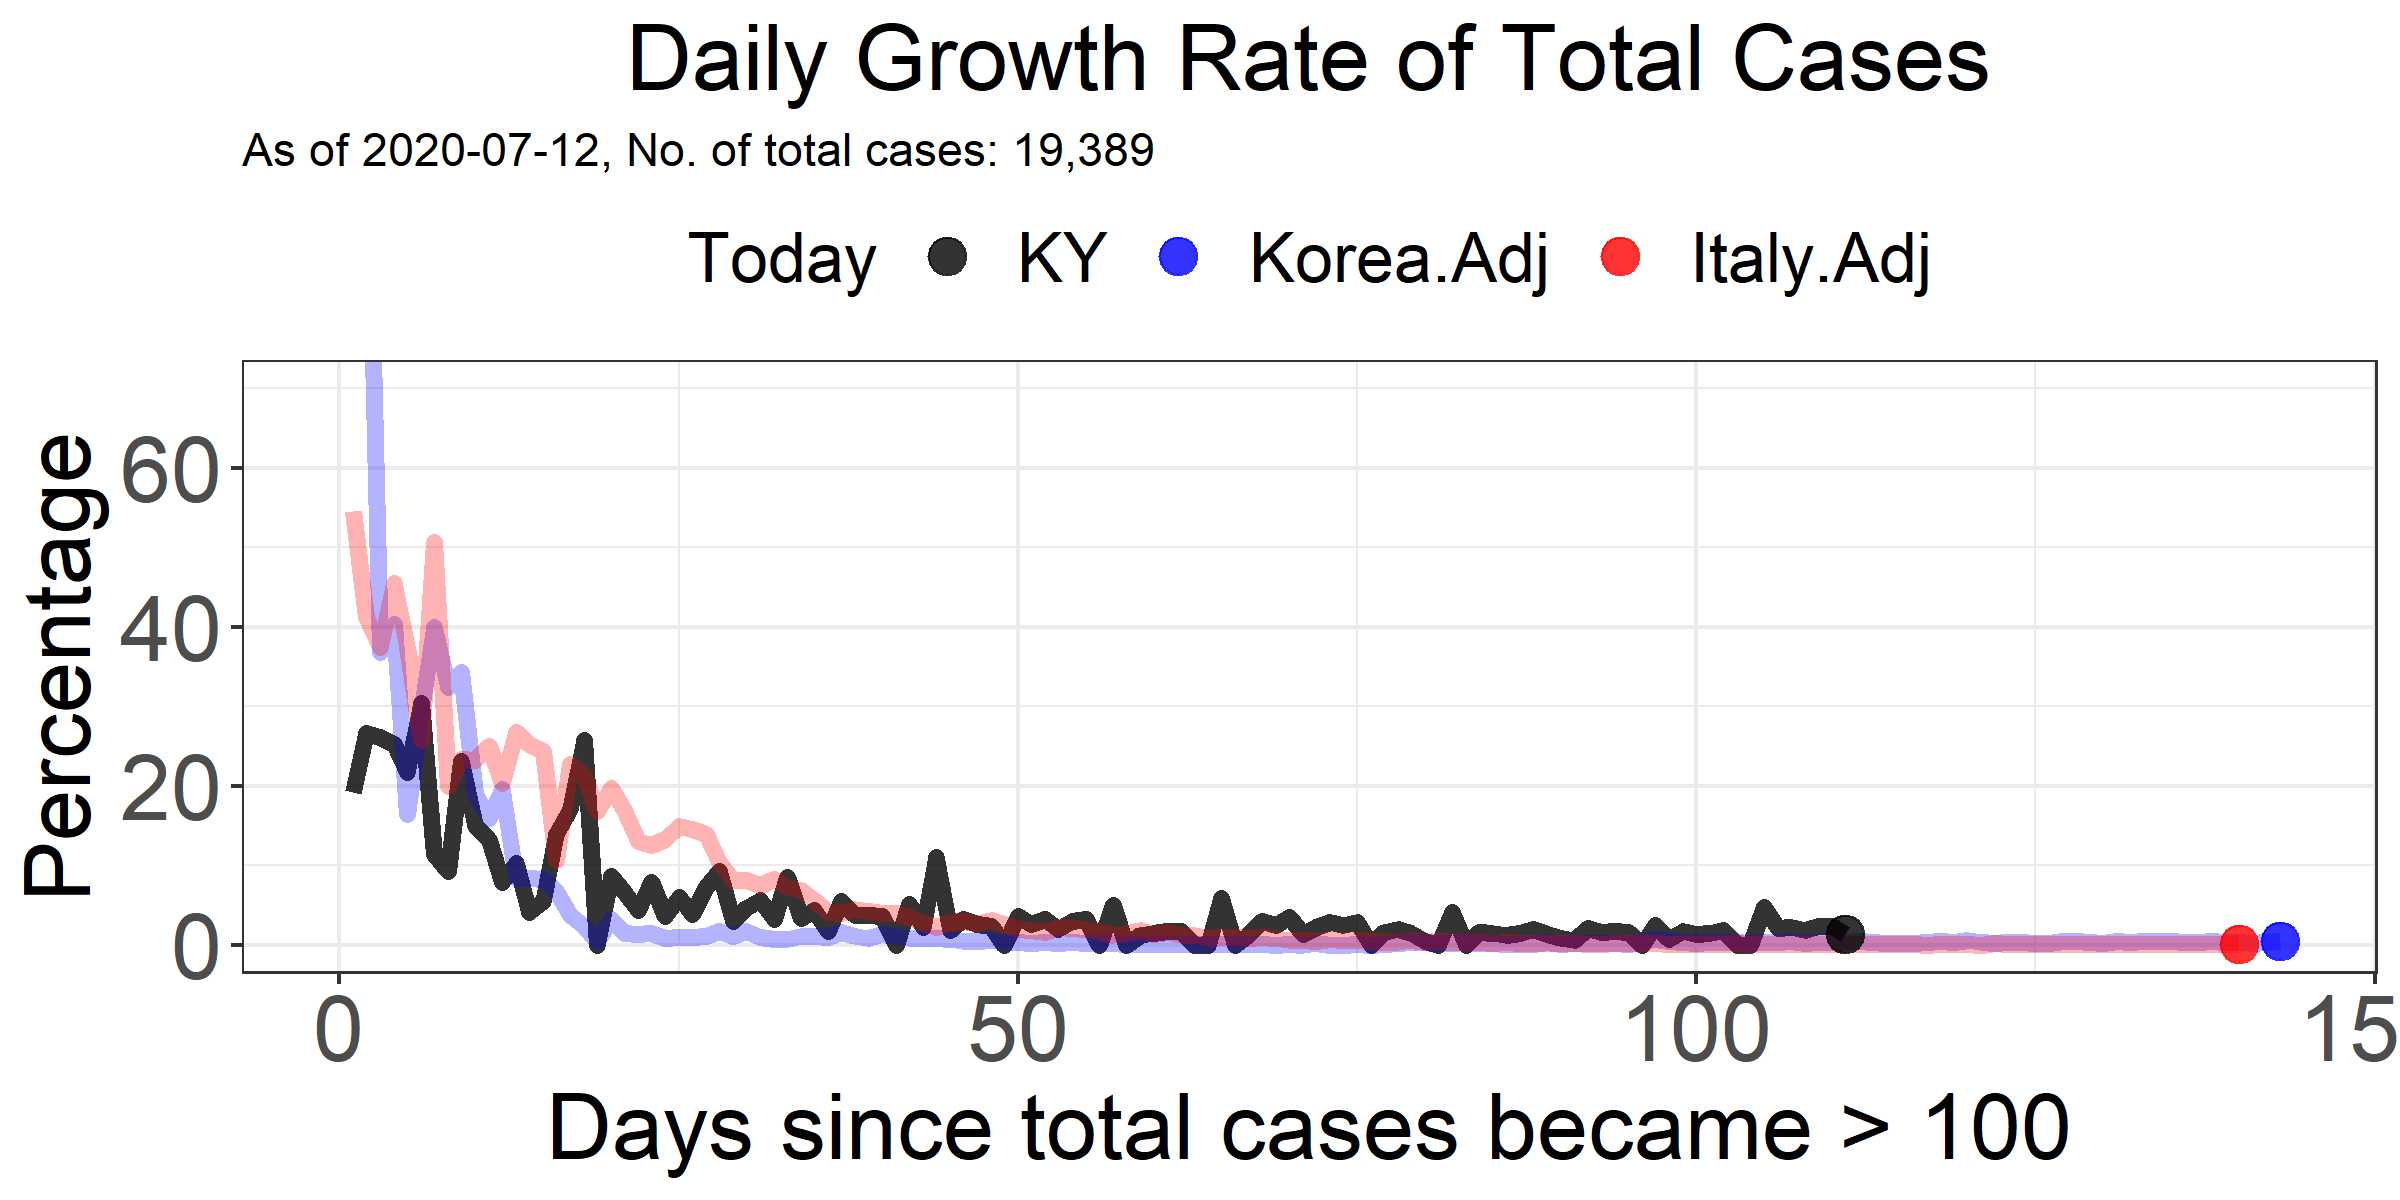 Daily Growth Rate of Total Cases
As of 2020-07-12, No. of total cases: 19,389
Today KY Korea.Adj Italy.Adj
Percentage
60
40
20
0
0 50 100 15
Days since total cases became > 100